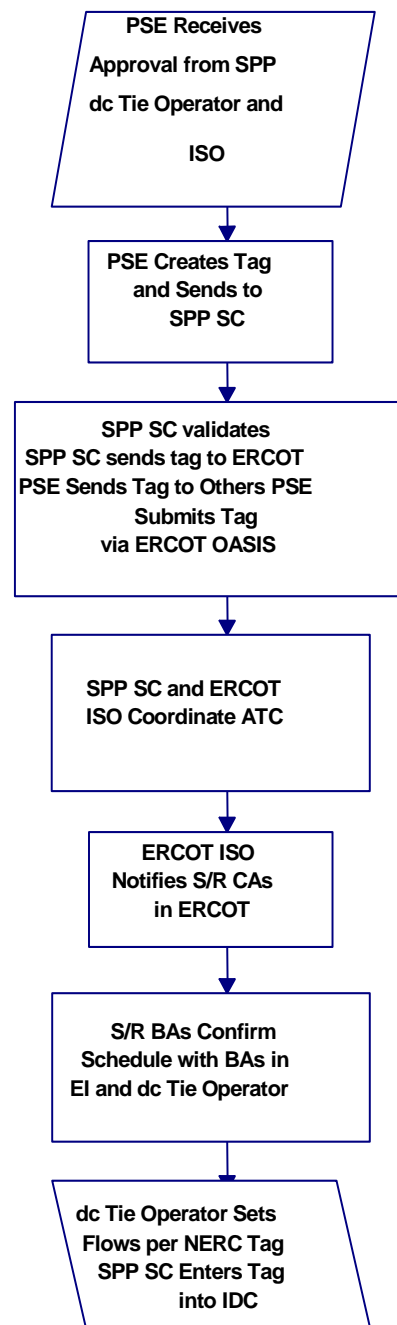 PSE Receives
Approval from SPP
dc Tie Operator and
ISO
PSE Creates Tag
and Sends to
SPP SC
SPP SC validates
SPP SC sends tag to ERCOT
PSE Sends Tag to Others PSE
Submits Tag
via ERCOT OASIS
SPP SC and ERCOT
ISO Coordinate ATC
ERCOT ISO
Notifies S/R CAs
in ERCOT
S/R BAs Confirm
Schedule with BAs in
EI and dc Tie Operator
dc Tie Operator Sets
Flows per NERC Tag
SPP SC Enters Tag
into IDC